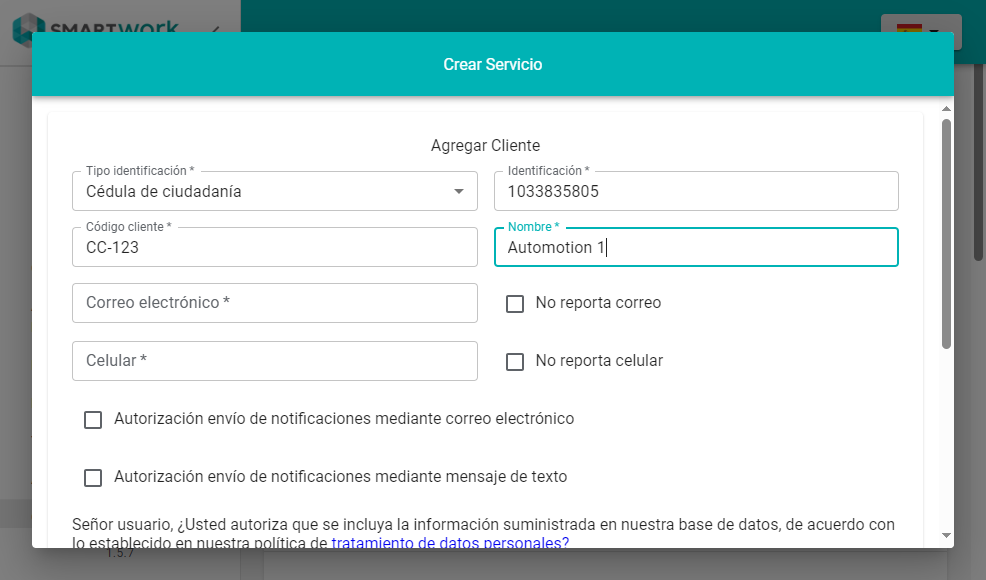 SMARTwork
Crear Servicio
Agregar Cliente
Tipo identificación *
Cédula de ciudadanía
Identificación *
1033835805
Código cliente *
CC-123
Nombre *
Automotion 1
Correo electrónico *
No reporta correo
Celular *
No reporta celular
Autorización envío de notificaciones mediante correo electrónico
Autorización envío de notificaciones mediante mensaje de texto
Señor usuario, ¿Usted autoriza que se incluya la información suministrada en nuestra base de datos, de acuerdo con
lo establecido en nuestra política de tratamiento de datos personales?
1.5.7